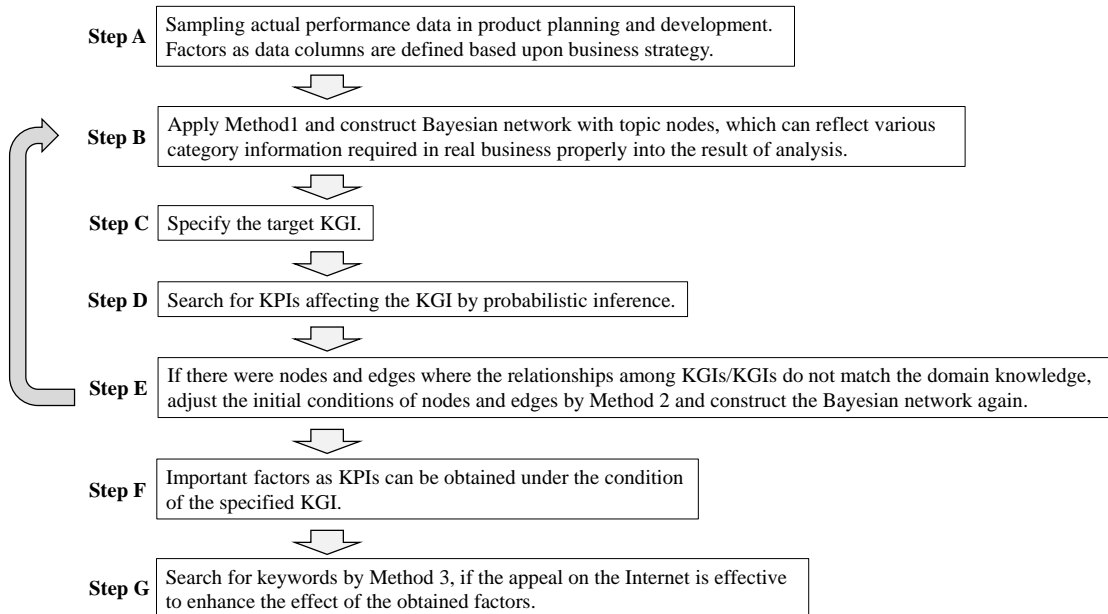 Step A
Sampling actual performance data in product planning and development.
Factors as data columns are defined based upon business strategy.
Step B
Apply Method1 and construct Bayesian network with topic nodes, which can reflect various
category information required in real business properly into the result of analysis.
Step C
Specify the target KGI.
Step D
Search for KPIs affecting the KGI by probabilistic inference.
Step E
If there were nodes and edges where the relationships among KGIs/KGIs do not match the domain knowledge,
adjust the initial conditions of nodes and edges by Method 2 and construct the Bayesian network again.
Step F
Important factors as KPIs can be obtained under the condition
of the specified KGI.
Step G
Search for keywords by Method 3, if the appeal on the Internet is effective
to enhance the effect of the obtained factors.